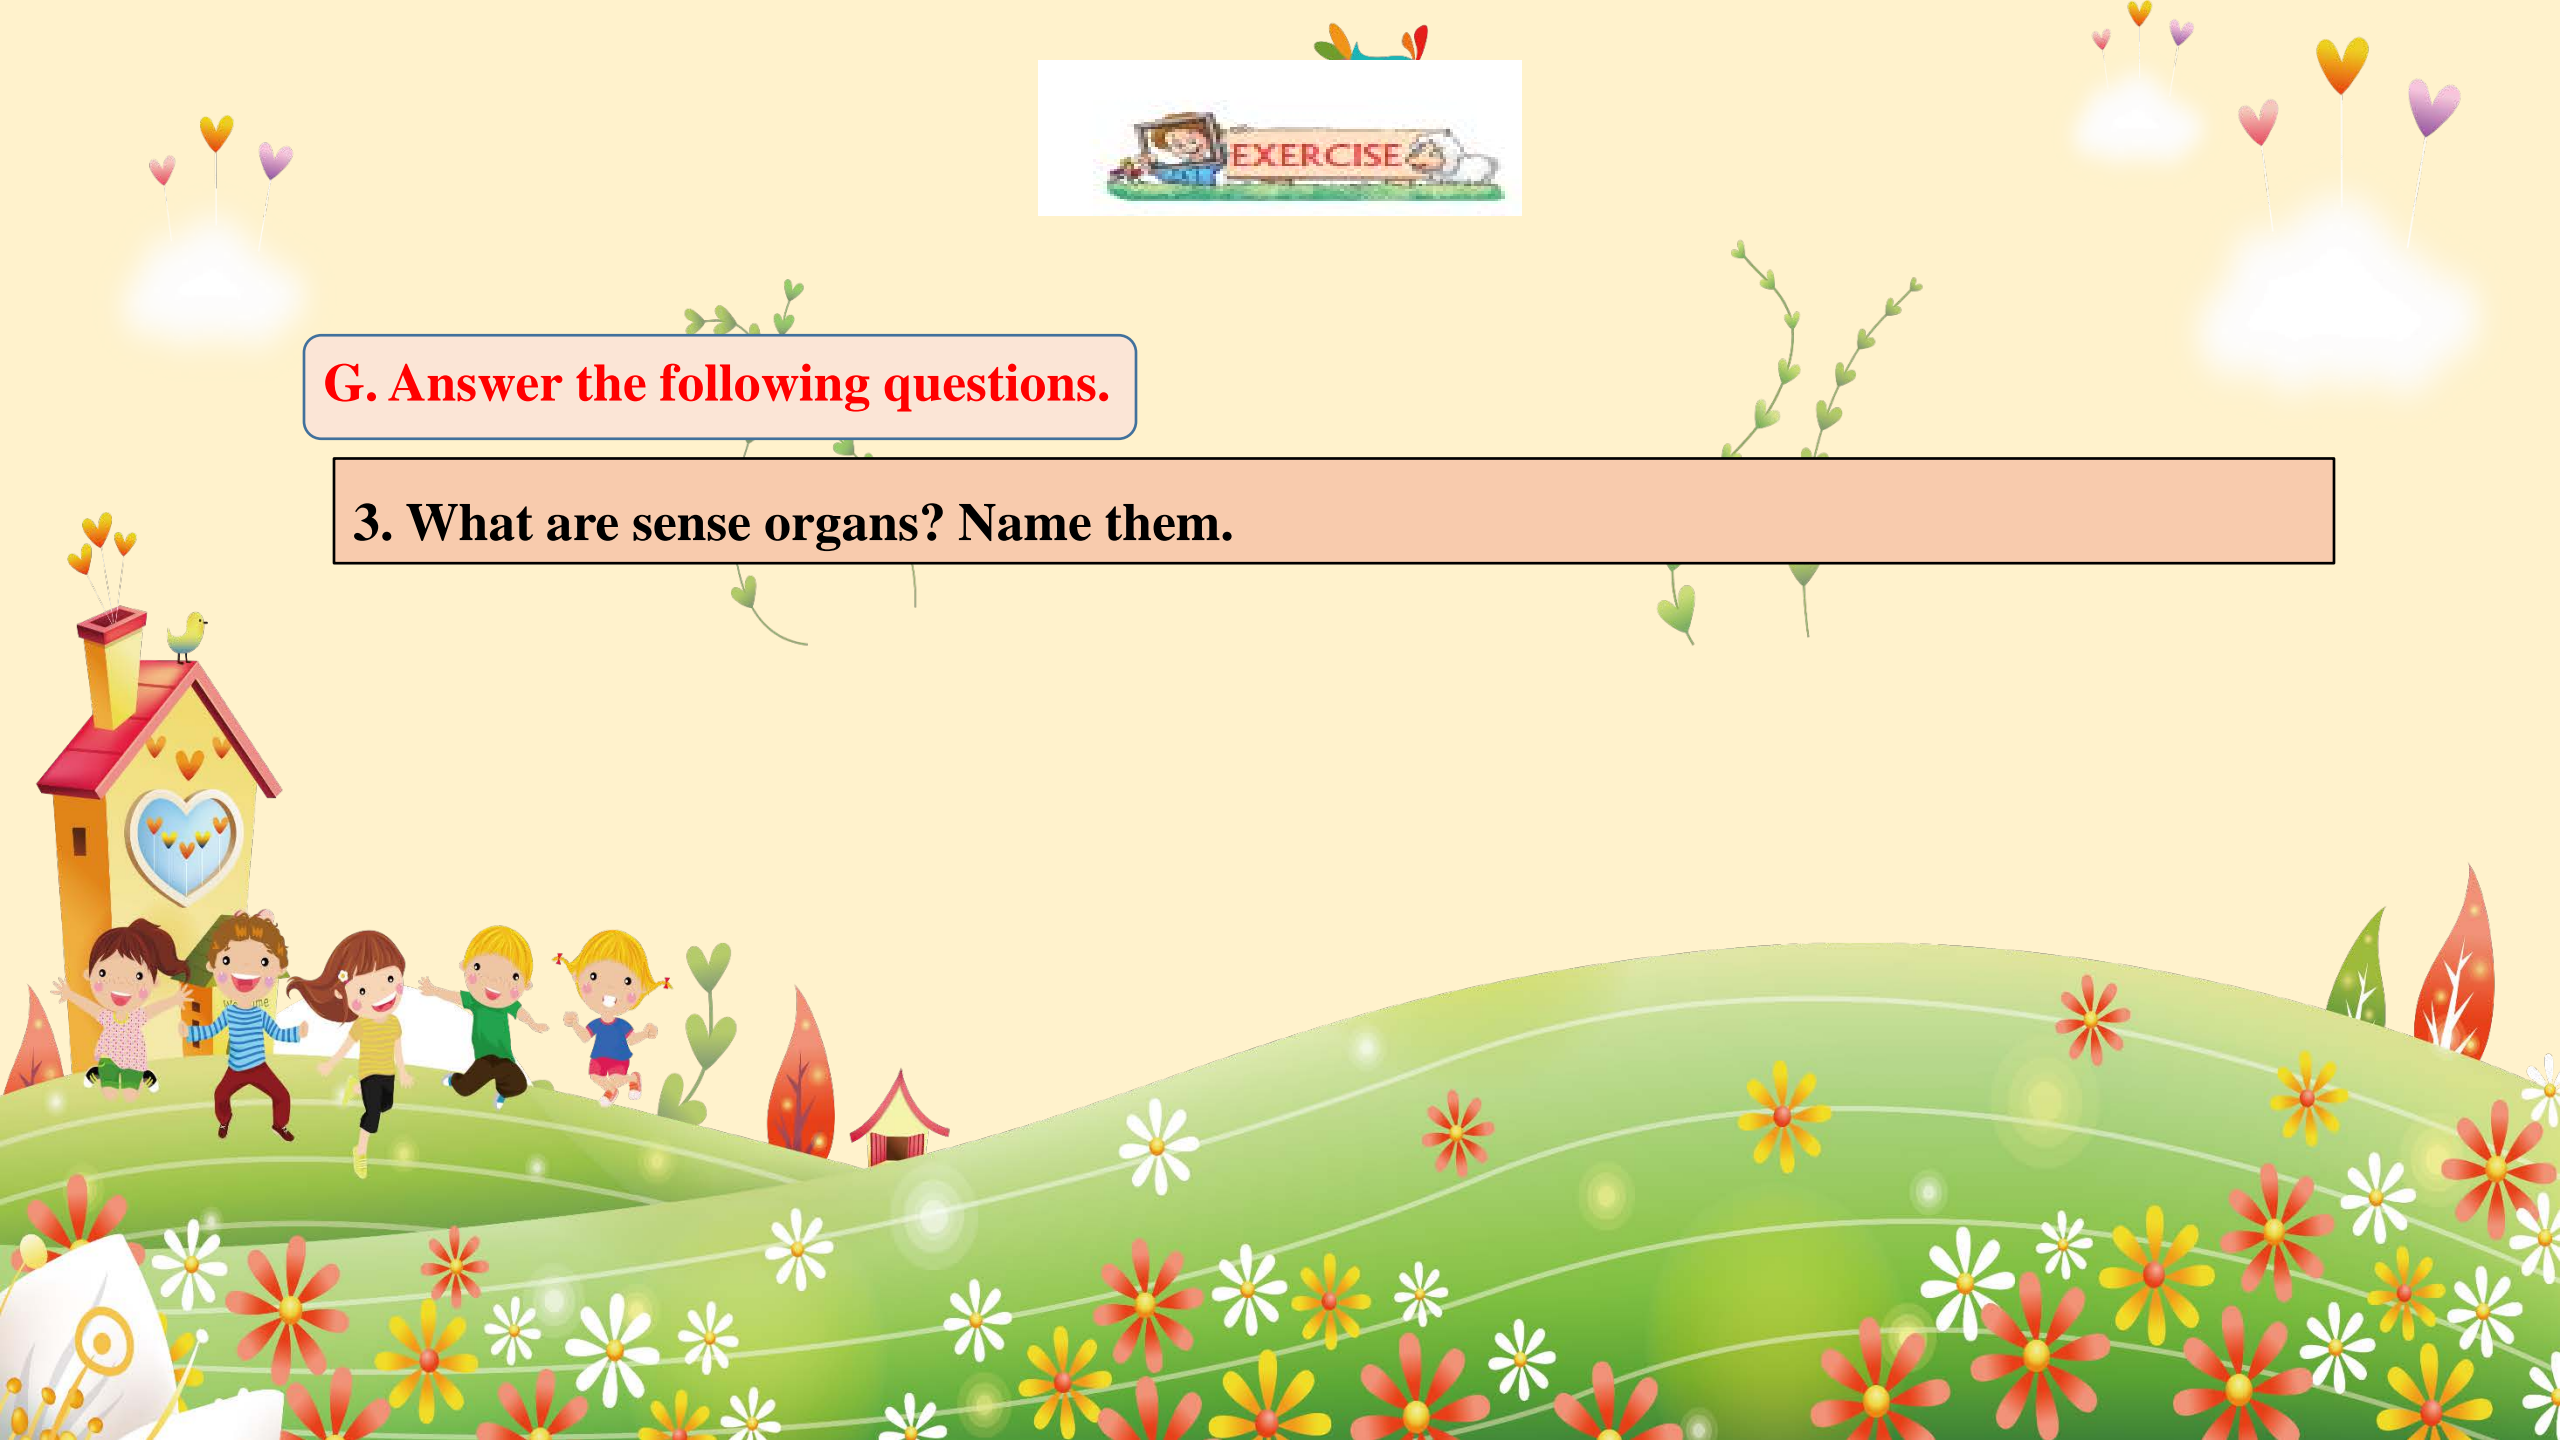 EXERCISE
G. Answer the following questions.
3. What are sense organs? Name them.